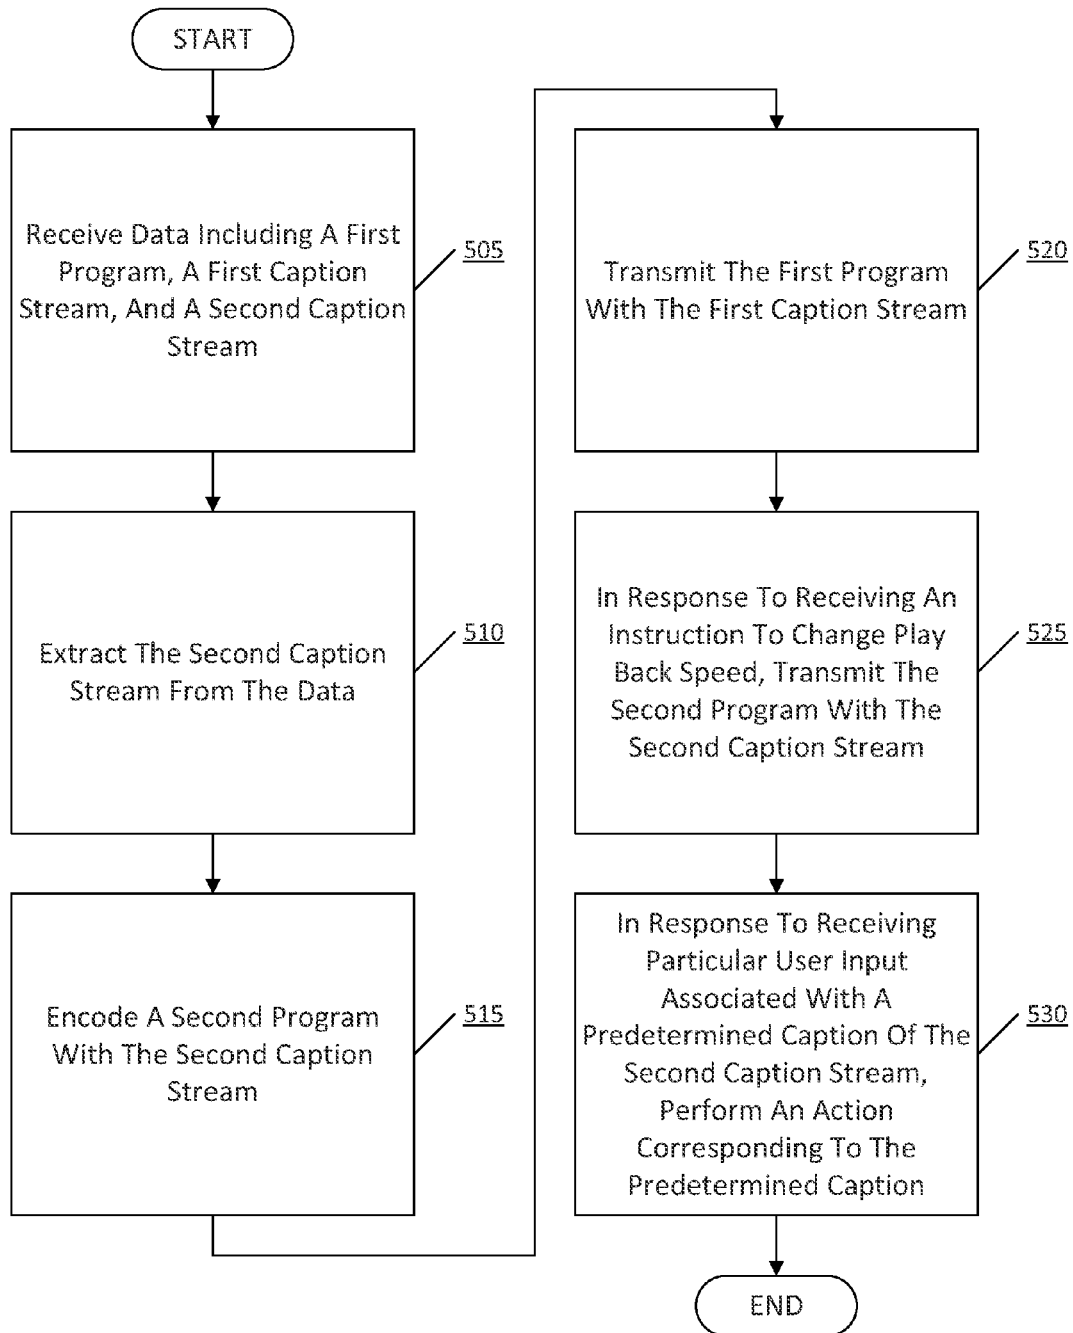 START
Receive Data Including A First
Program, A First Caption
Stream, And A Second Caption
Stream
505
Extract The Second Caption
Stream From The Data
510
Encode A Second Program
With The Second Caption
Stream
515
Transmit The First Program
With The First Caption Stream
520
In Response To Receiving An
Instruction To Change Play
Back Speed, Transmit The
Second Program With The
Second Caption Stream
525
In Response To Receiving
Particular User Input
Associated With A
Predetermined Caption Of The
Second Caption Stream,
Perform An Action
Corresponding To The
Predetermined Caption
530
END